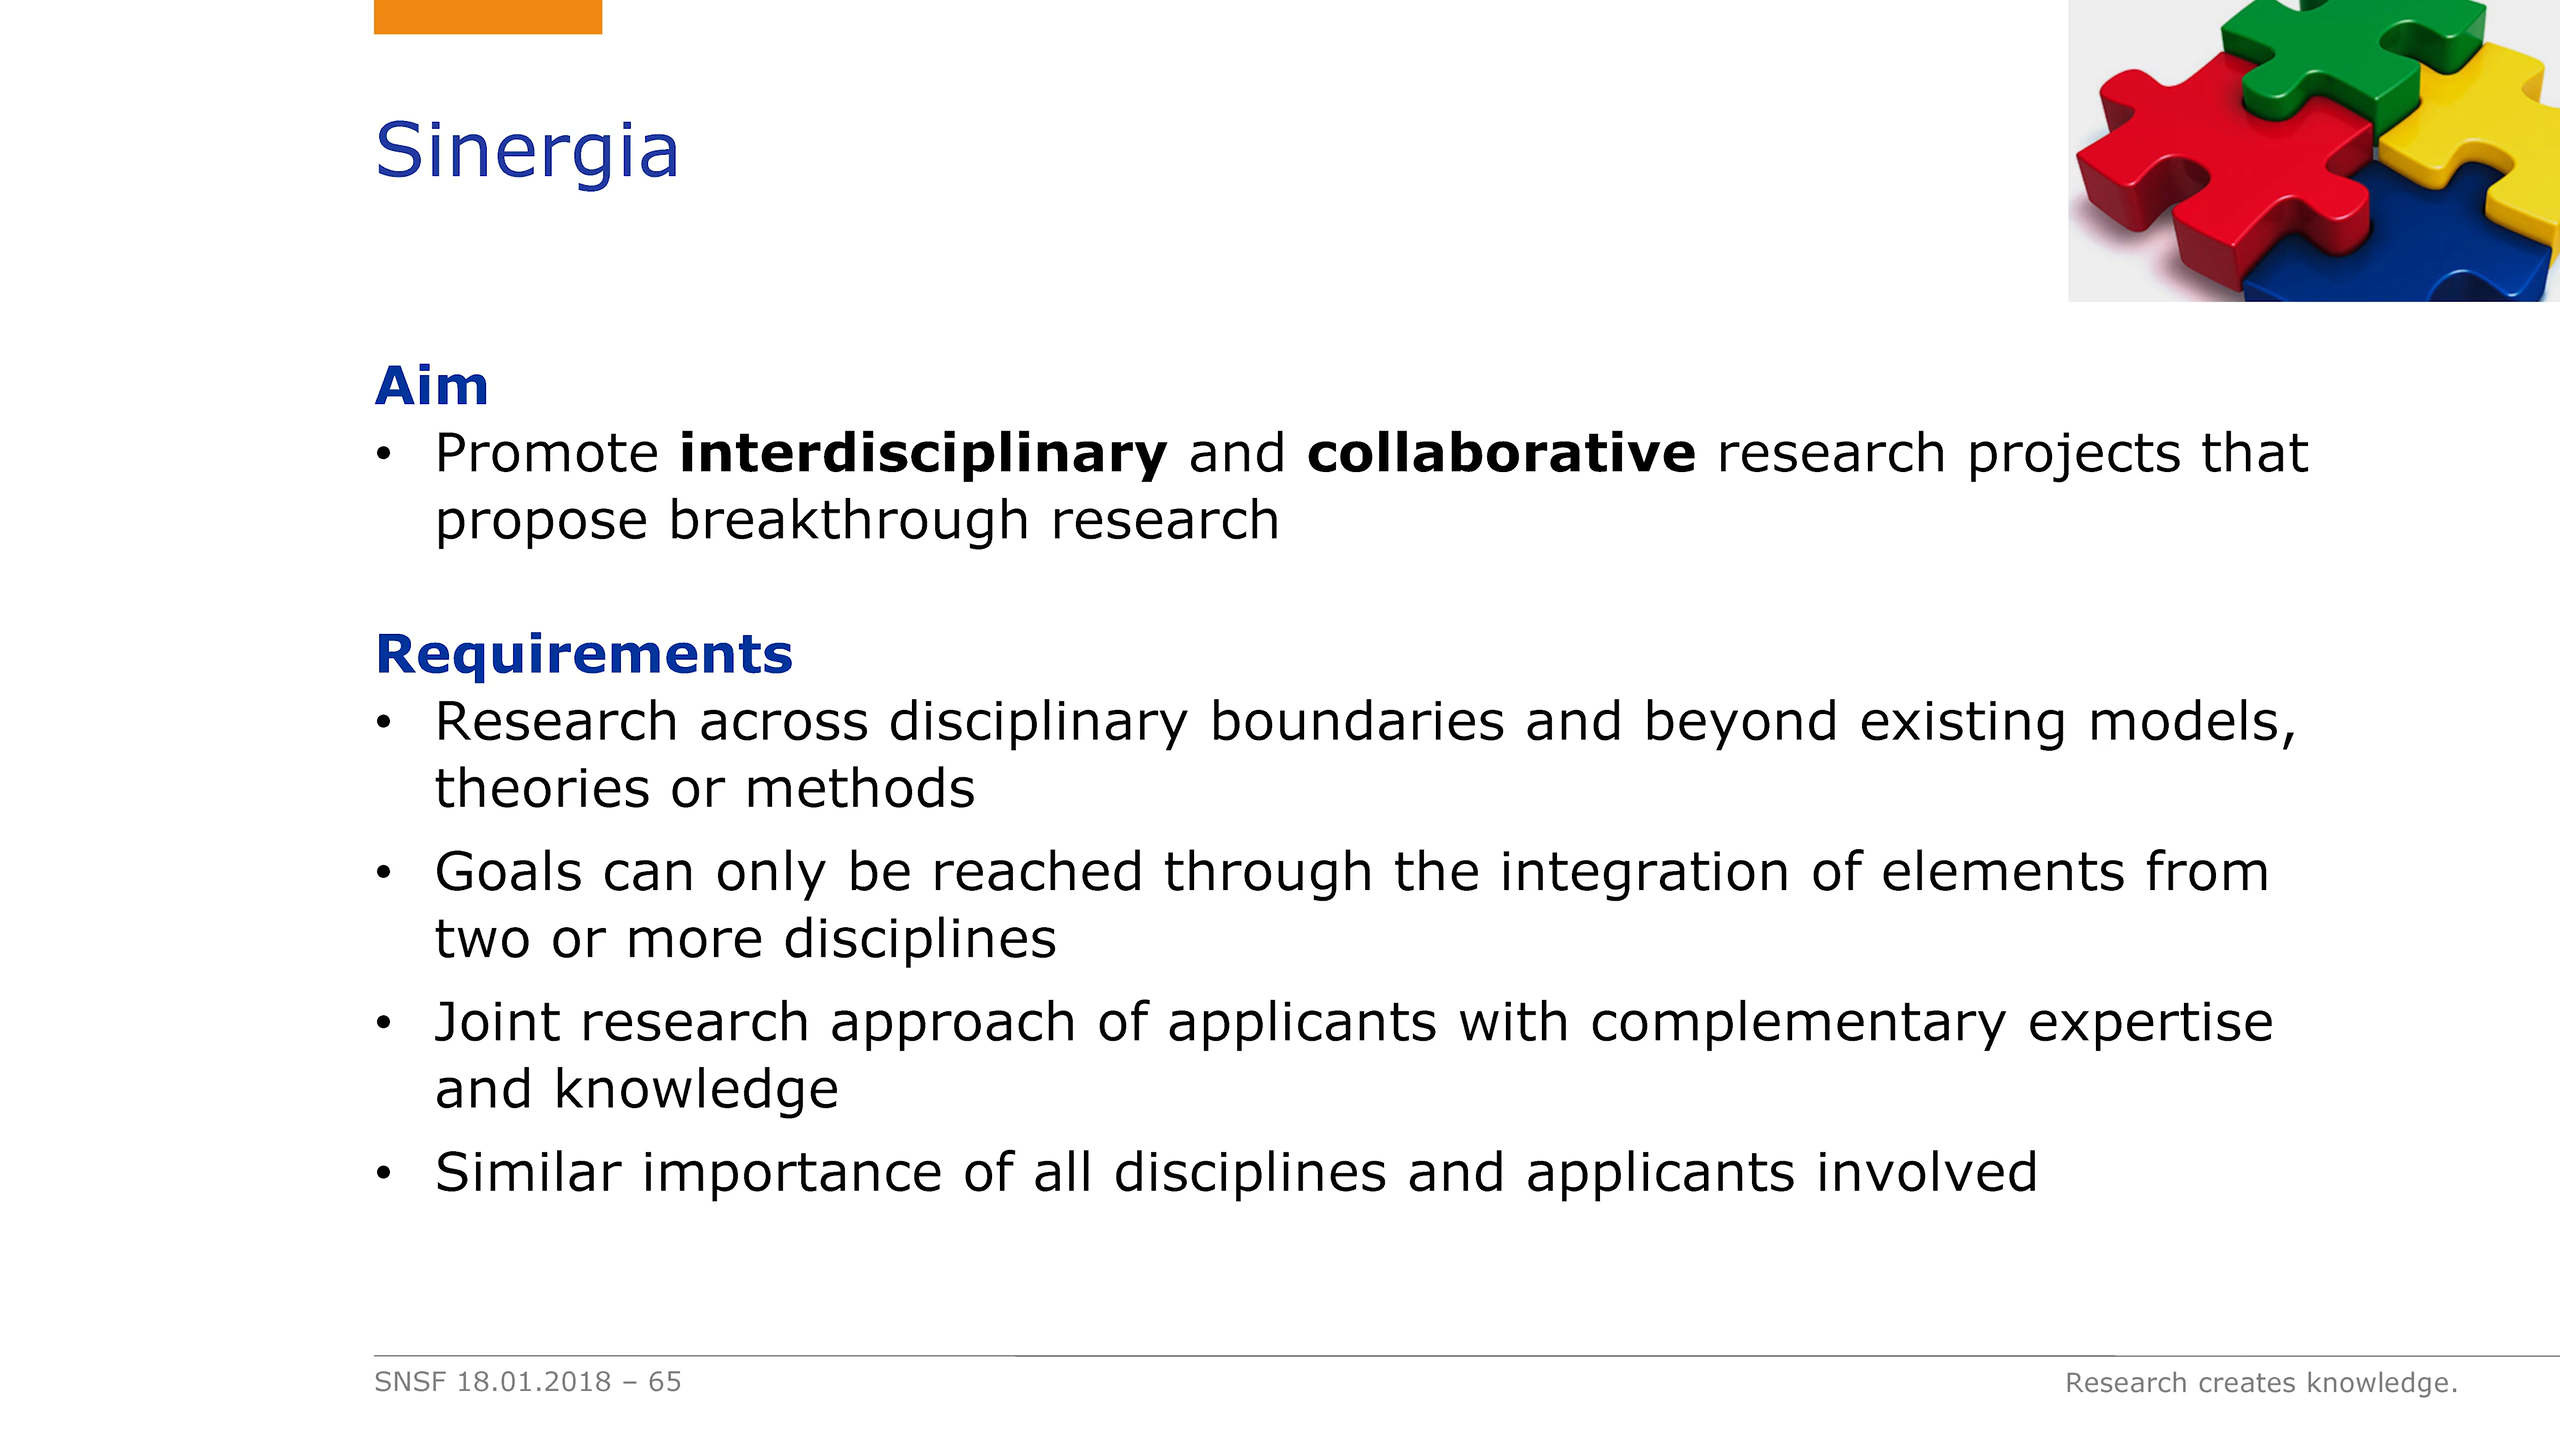 Sinergia
Aim
• Promote interdisciplinary and collaborative research projects that
propose breakthrough research
Requirements
• Research across disciplinary boundaries and beyond existing models,
theories or methods
• Goals can only be reached through the integration of elements from
two or more disciplines
• Joint research approach of applicants with complementary expertise
and knowledge
• Similar importance of all disciplines and applicants involved
SNSF 18.01.2018 – 65
Research creates knowledge.